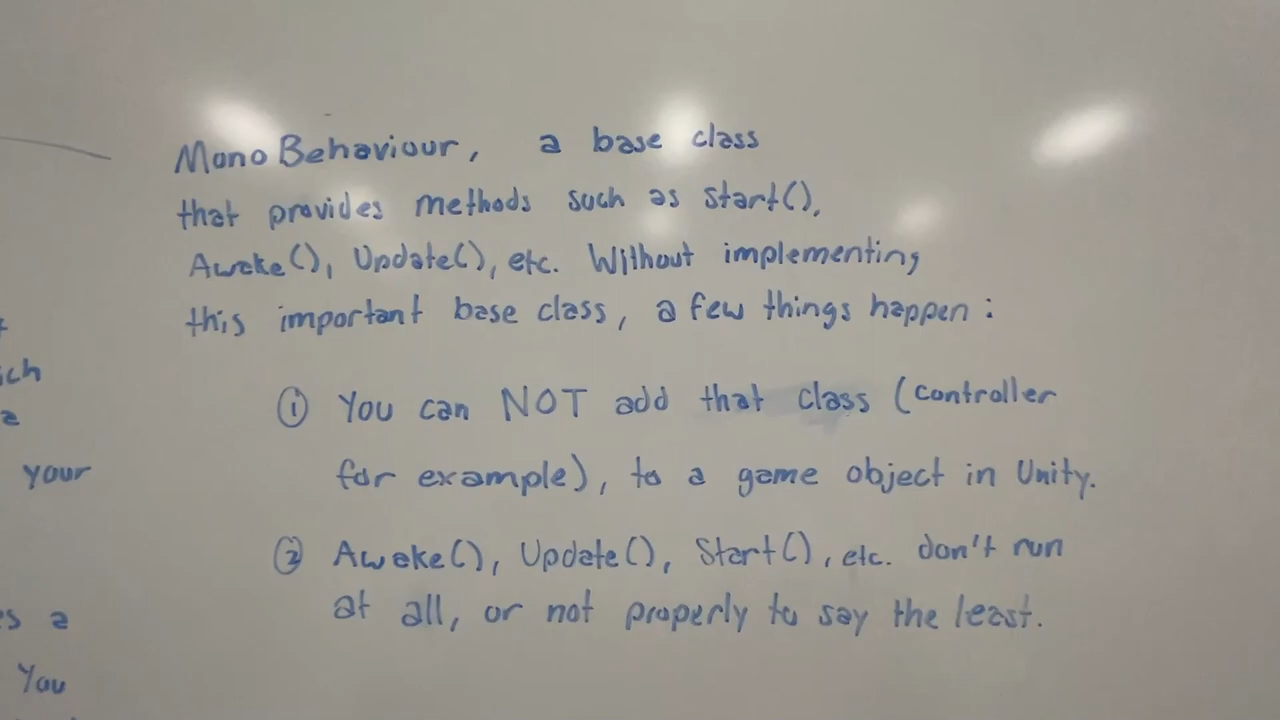 MonoBehaviour, a base class
that provides methods such as Start(),
Awake(), Update(), etc. Without implementing
this important base class, a few things happen:
① You can NOT add that class (controller
for example), to a game object in Unity.
② Awake(), Update(), Start(), etc. don't run
at all, or not properly to say the least.
ich
a
your
s a
You